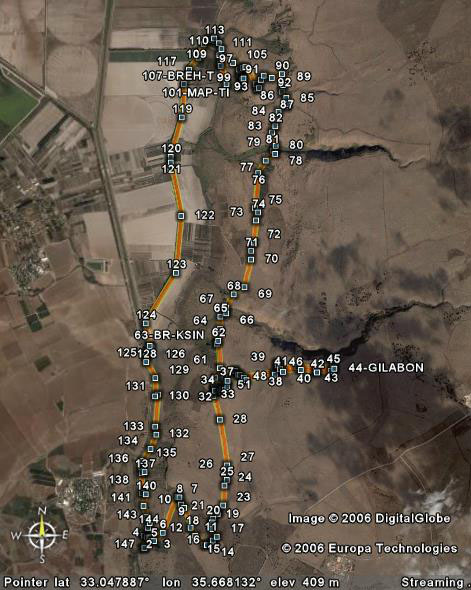 113
110 111
109 105
117 97 90
107-BREH-T 99 91 89
101-MAP-TI 93 92
86 85
87
119 84
82
83
81
79 80
120 78
121 77
76
75
74
122 73
72
71
70
123
68 69
67
65
124 64 66
63-BR-KSIN 62
125 128 126 61 39 41 46 45
129 37 44-GILABON
131 34 51 48 38 40 42 43
130 32 33
28
133 132
134
135 27
136 137 26 25
138 24
140 8 7
141 10 23
143 9 21 19
144 20
4 6 12 18 17
5
147 2 3 16
15 14
N
W E
S
Image © 2006 DigitalGlobe
© 2006 Europa Technologies
Pointer lat 33.047887° lon 35.668132° elev 409 m Streaming